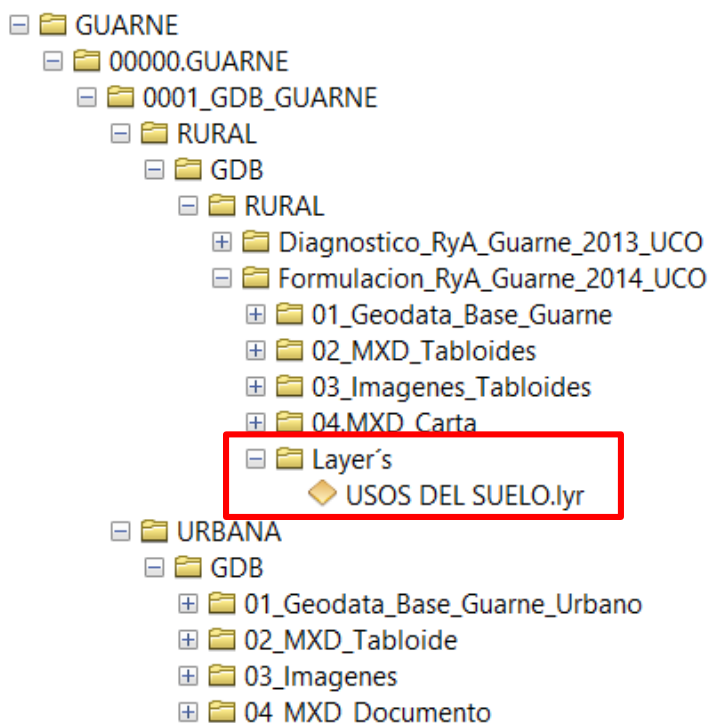 GUARNE
00000.GUARNE
0001_GDB_GUARNE
RURAL
GDB
RURAL
Diagnostico_RyA_Guarne_2013_UCO
Formulacion_RyA_Guarne_2014_UCO
01_Geodata_Base_Guarne
02_MXD_Tabloides
03_Imagenes_Tabloides
04.MXD_Carta
Layer´s
USOS DEL SUELO.lyr
URBANA
GDB
01_Geodata_Base_Guarne_Urbano
02_MXD_Tabloide
03_Imagenes
04_MXD_Documento